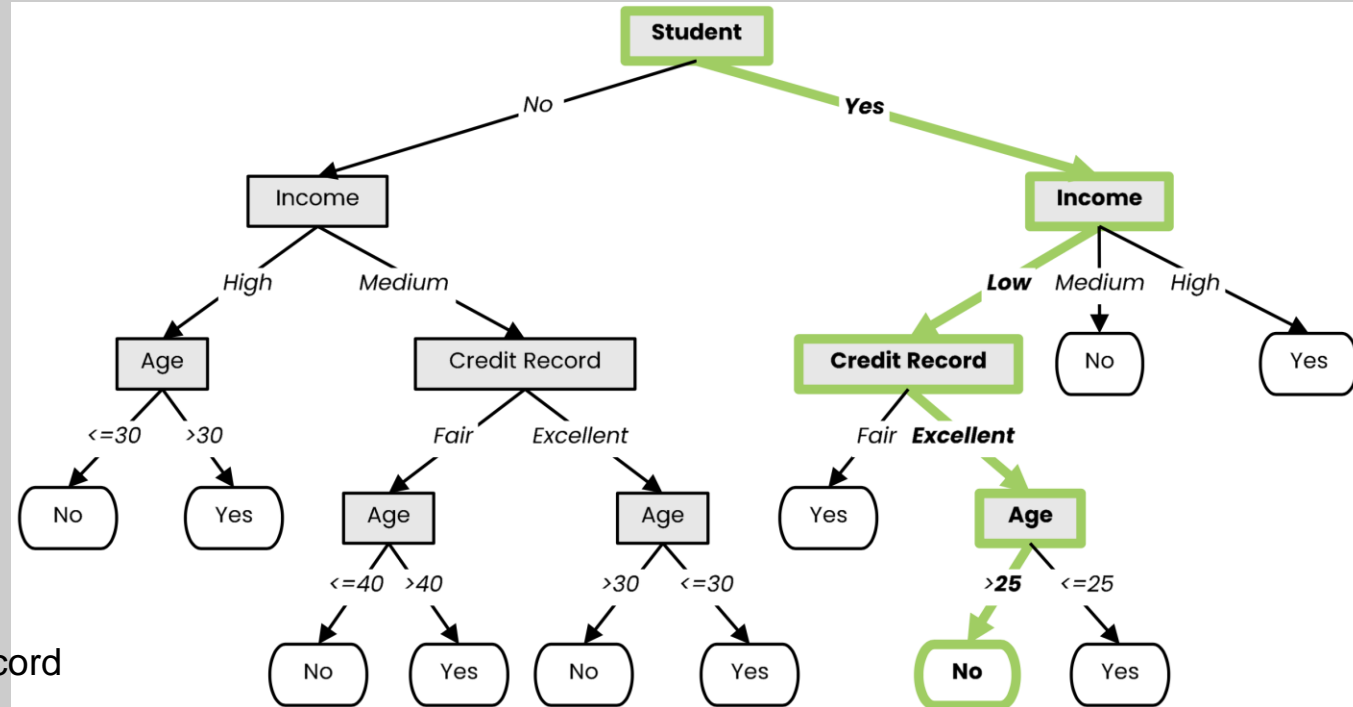 Student
No
Yes
Income
Income
High
Medium
Low
Medium
High
Age
Credit Record
Credit Record
No
Yes
<=30
>30
Fair
Excellent
Fair
Excellent
No
Yes
Age
Age
Yes
Age
<=40
>40
>30
<=30
>25
<=25
No
Yes
No
Yes
No
Yes
cord